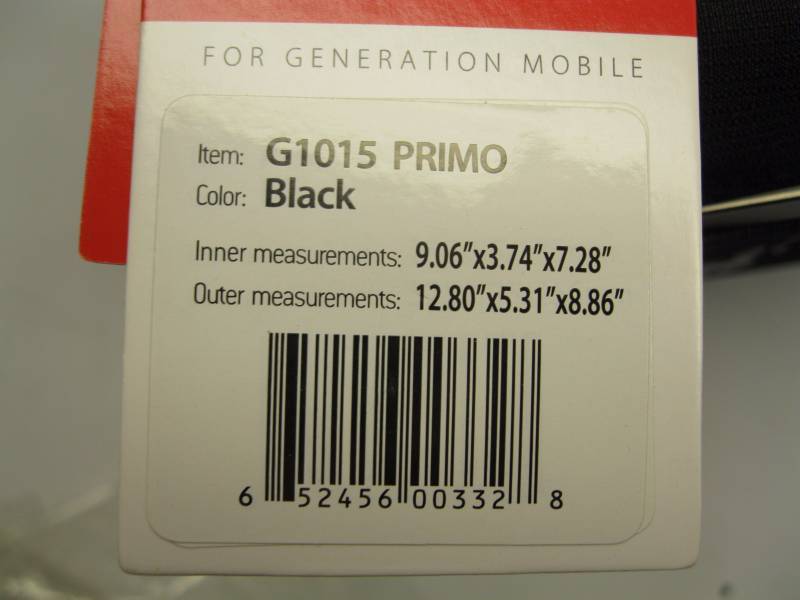 FOR GENERATION MOBILE
Item: G1015 PRIMO
Color: Black
Inner measurements: 9.06”x3.74”x7.28”
Outer measurements: 12.80”x5.31”x8.86”
6 52456 00332 8